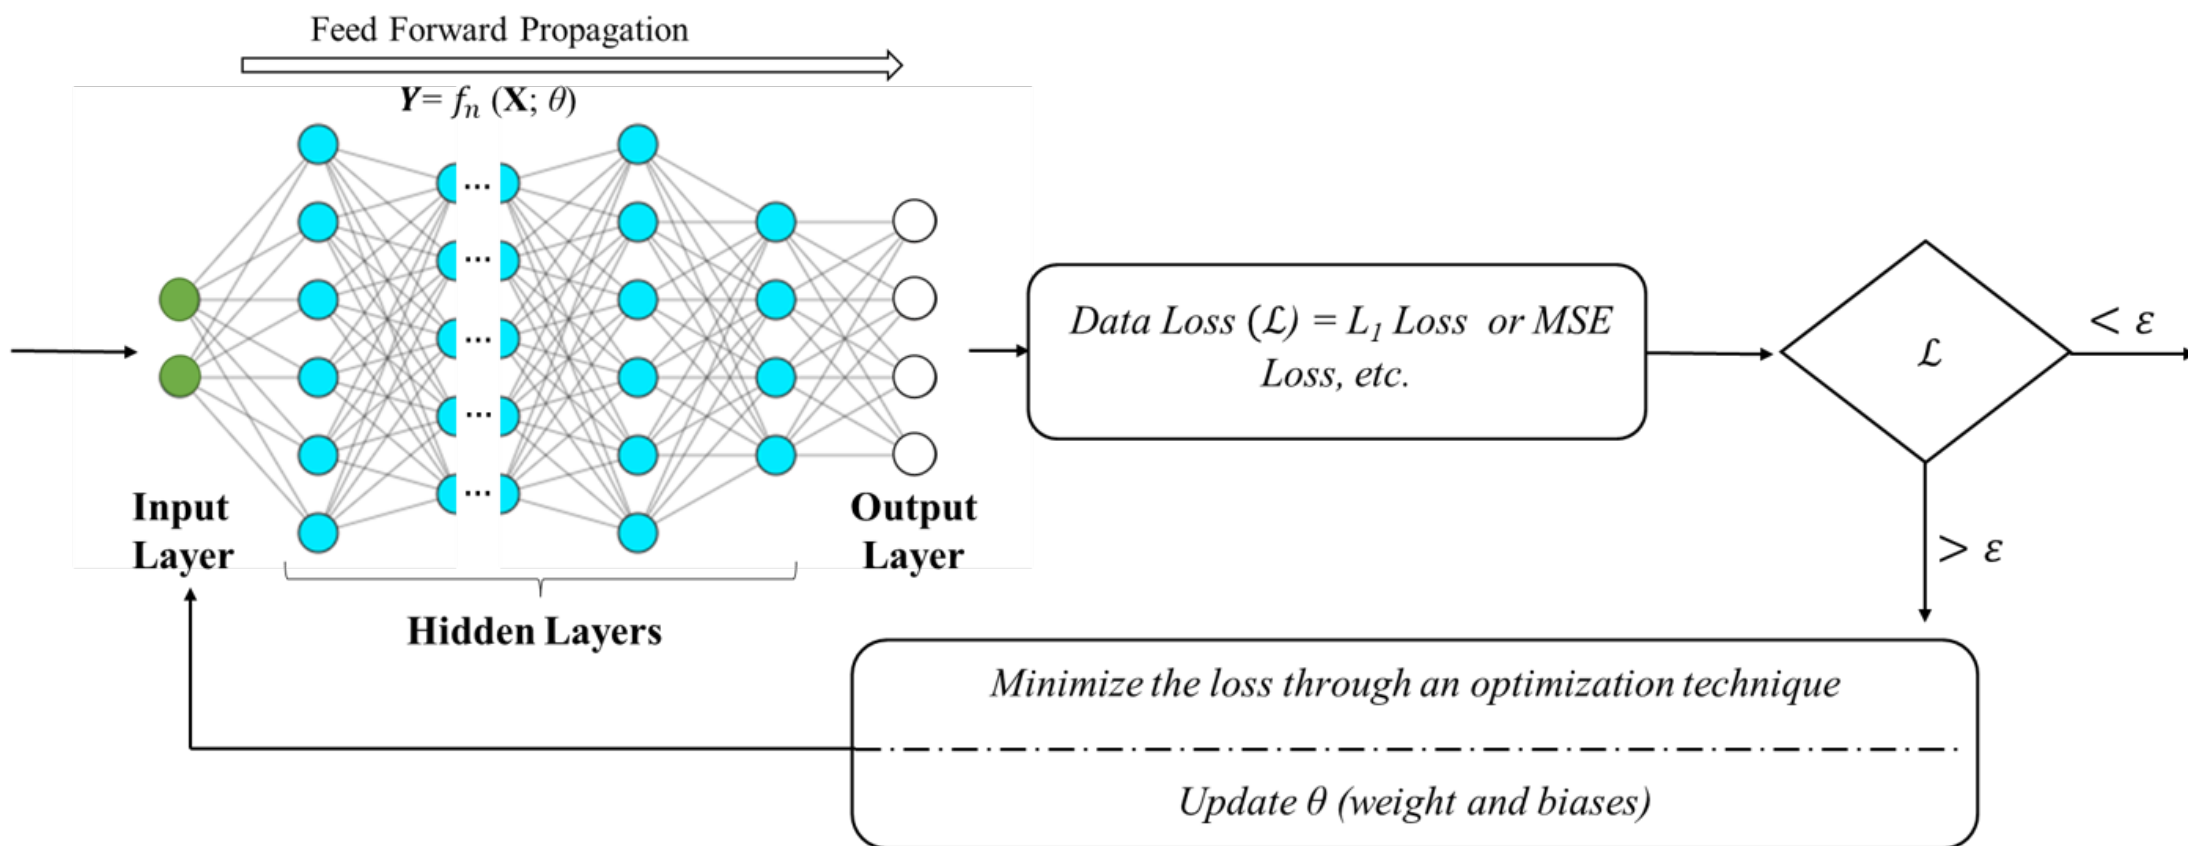 Feed Forward Propagation
Y= fₙ (X; θ)
...
...
...
...
...
Input
Layer
Hidden Layers
Output
Layer
Data Loss (ℒ) = L₁ Loss or MSE
Loss, etc.
ℒ
< ε
> ε
Minimize the loss through an optimization technique
Update θ (weight and biases)